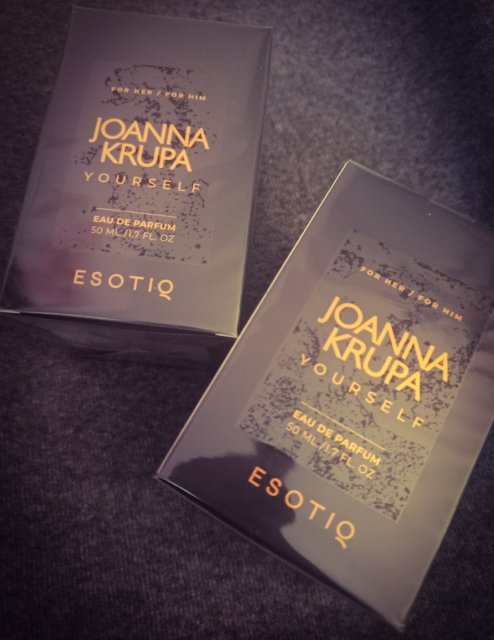 FOR HER / FOR HIM
JOANNA
KRUPA
YOURSELF
EAU DE PARFUM
50 ML./1.7 FL. OZ
ESOTIQ
FOR HER / FOR HIM
JOANNA
KRUPA
YOURSELF
EAU DE PARFUM
50 ML./1.7 FL. OZ
ESOTIQ